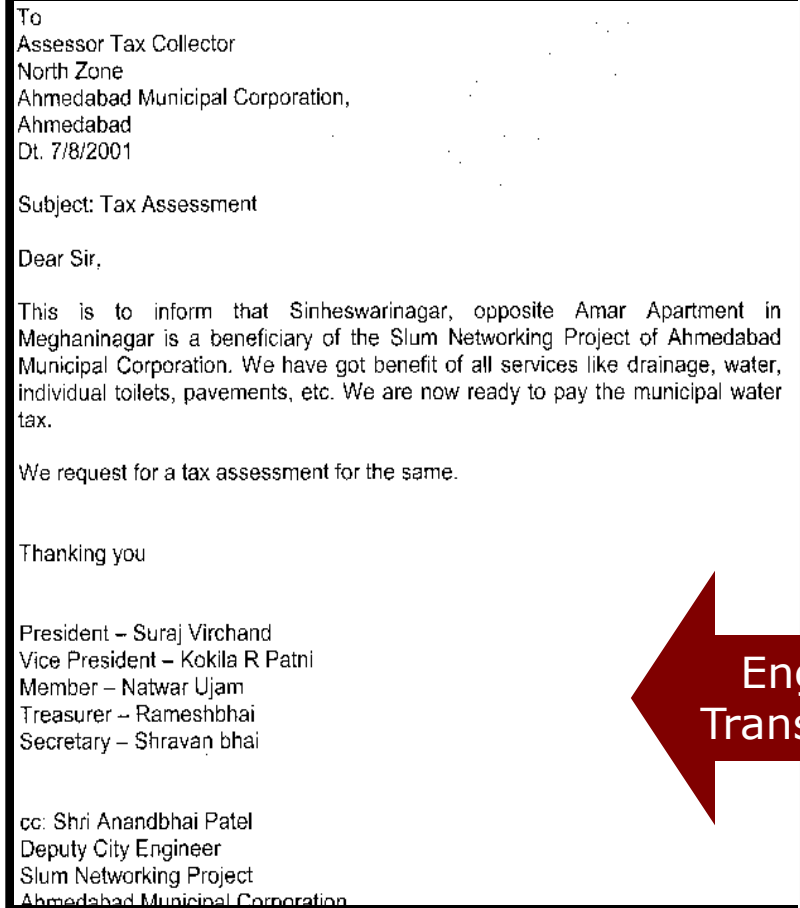 To
Assessor Tax Collector
North Zone
Ahmedabad Municipal Corporation,
Ahmedabad
Dt. 7/8/2001
Subject: Tax Assessment
Dear Sir,
This is to inform that Sinheswarinagar, opposite Amar Apartment in
Meghaninagar is a beneficiary of the Slum Networking Project of Ahmedabad
Municipal Corporation. We have got benefit of all services like drainage, water,
individual toilets, pavements, etc. We are now ready to pay the municipal water
tax.
We request for a tax assessment for the same.
Thanking you
President – Suraj Virchand
Vice President – Kokila R Patni
Member – Natwar Ujam
Treasurer – Rameshbhai
Secretary – Shravan bhai
cc: Shri Anandbhai Patel
Deputy City Engineer
Slum Networking Project
Ahmedabad Municipal Corporation
Eng
Trans